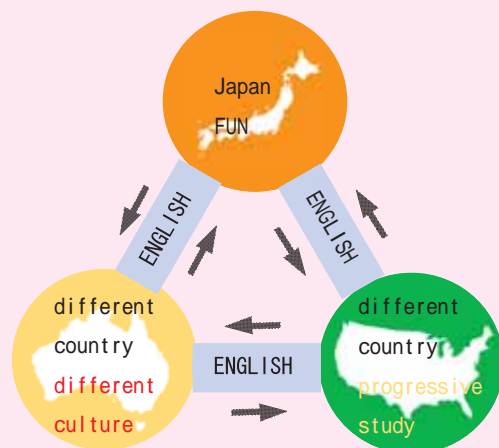 Japan
FUN
ENGLISH
ENGLISH
different
country
different
culture
ENGLISH
different
country
progressive
study